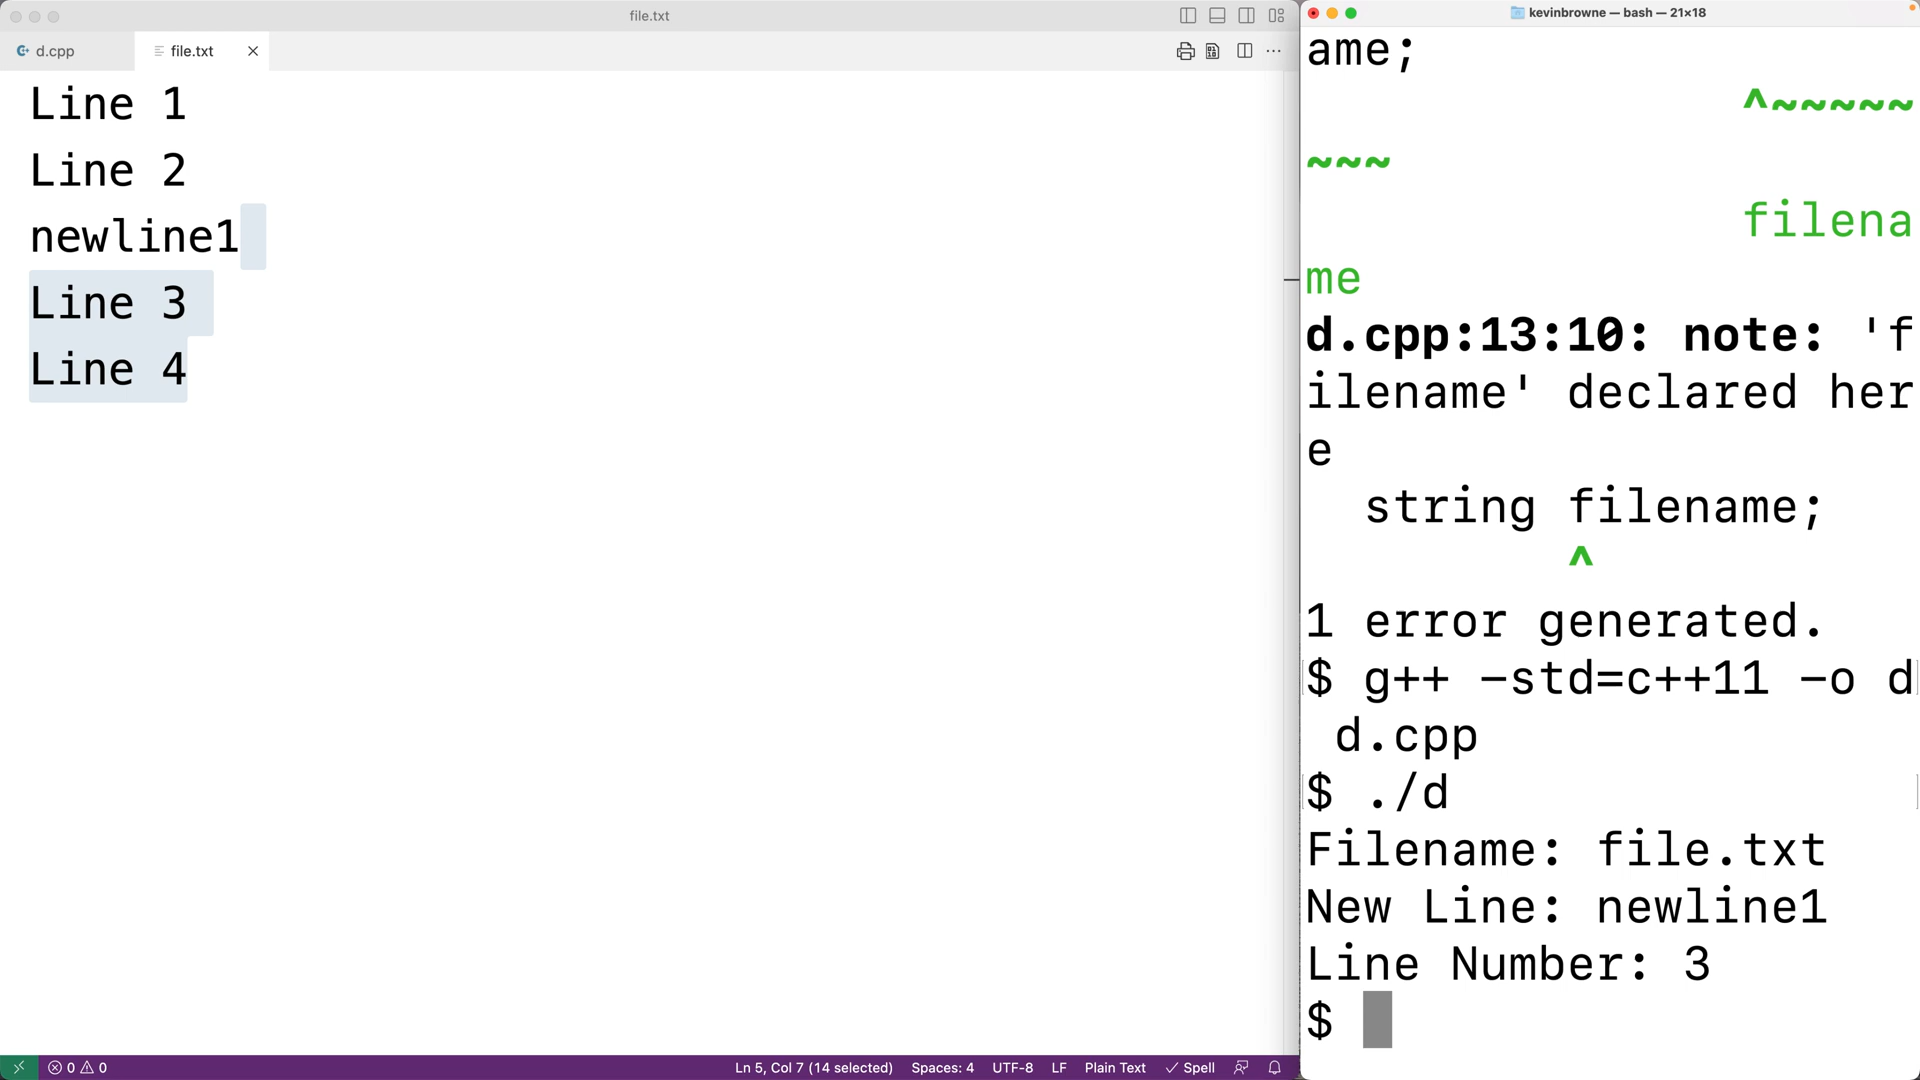 file.txt
d.cpp
file.txt
Line 1
Line 2
newline1
Line 3
Line 4
Ln 5, Col 7 (14 selected)
Spaces: 4
UTF-8
LF
Plain Text
Spell
0
0
kevinbrowne — bash — 21×18
ame;
^~~~~~
~~~
filena
me
d.cpp:13:10: note: 'f
ilename' declared her
e
string filename;
^
1 error generated.
$ g++ -std=c++11 -o d
d.cpp
$ ./d
Filename: file.txt
New Line: newline1
Line Number: 3
$